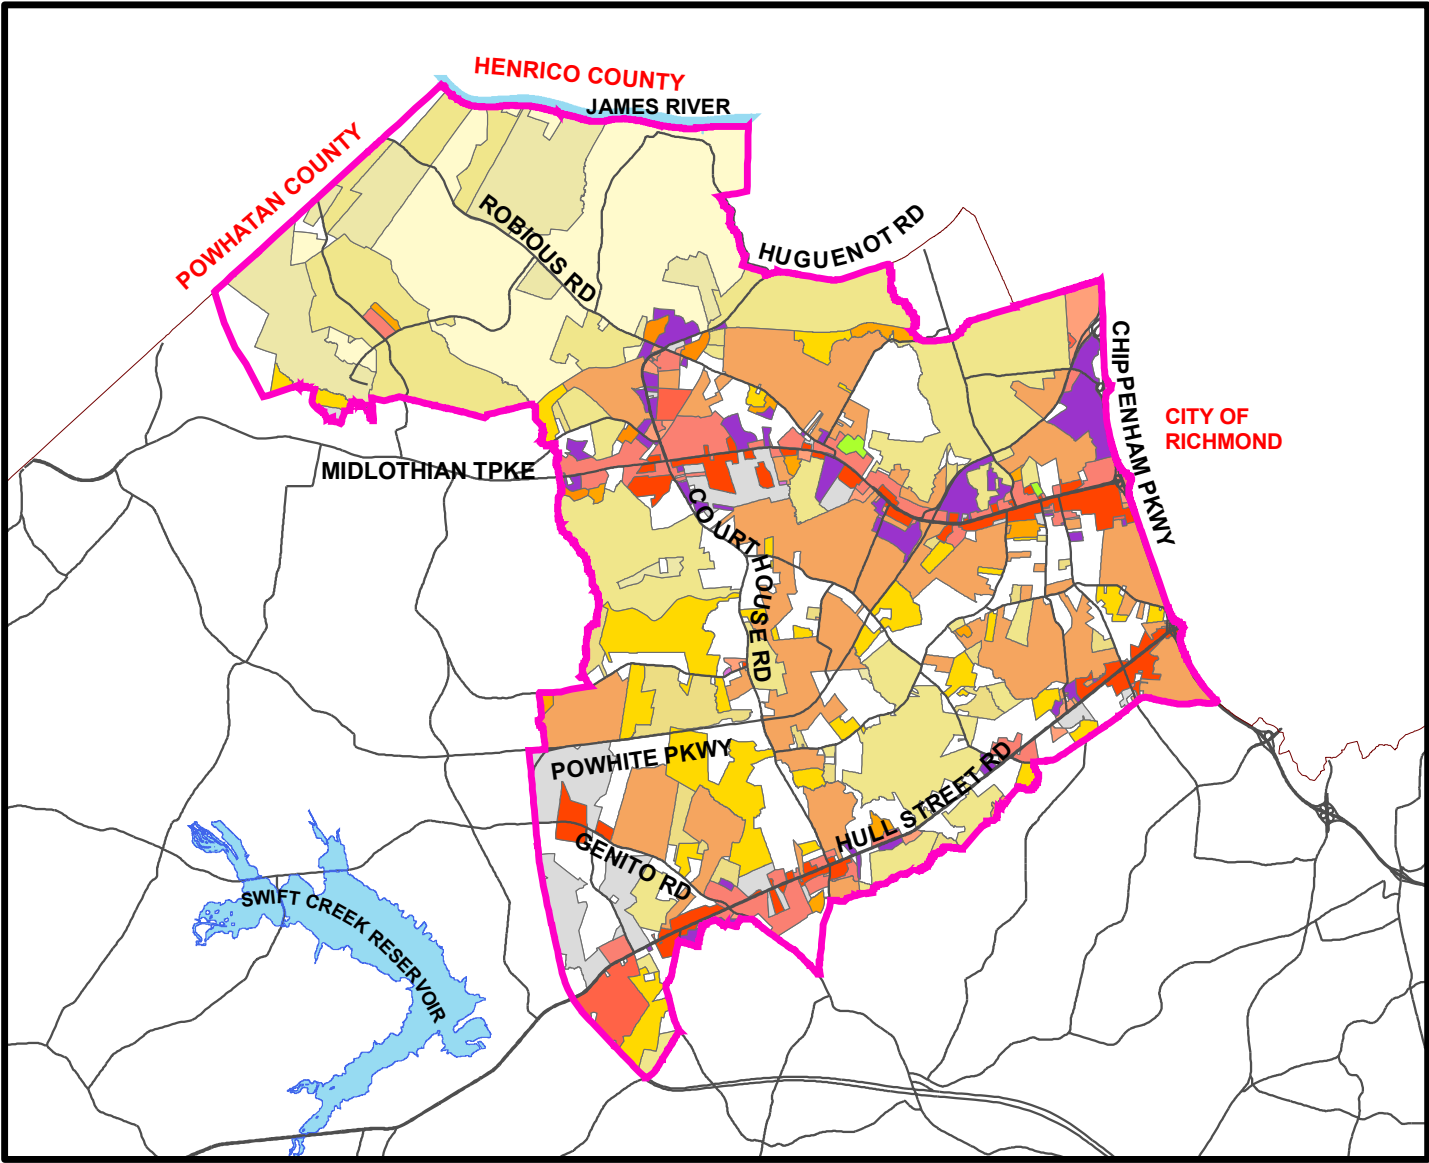 HENRICO COUNTY
JAMES RIVER
POWHATAN COUNTY
ROBIOUS RD
HUGUENOT RD
CHIPPENHAM PKWY
CITY OF
RICHMOND
MIDLOTHIAN TPKE
COURTHOUSE RD
POWHITE PKWY
HULL STREET RD
GENITO RD
SWIFT CREEK RESERVOIR